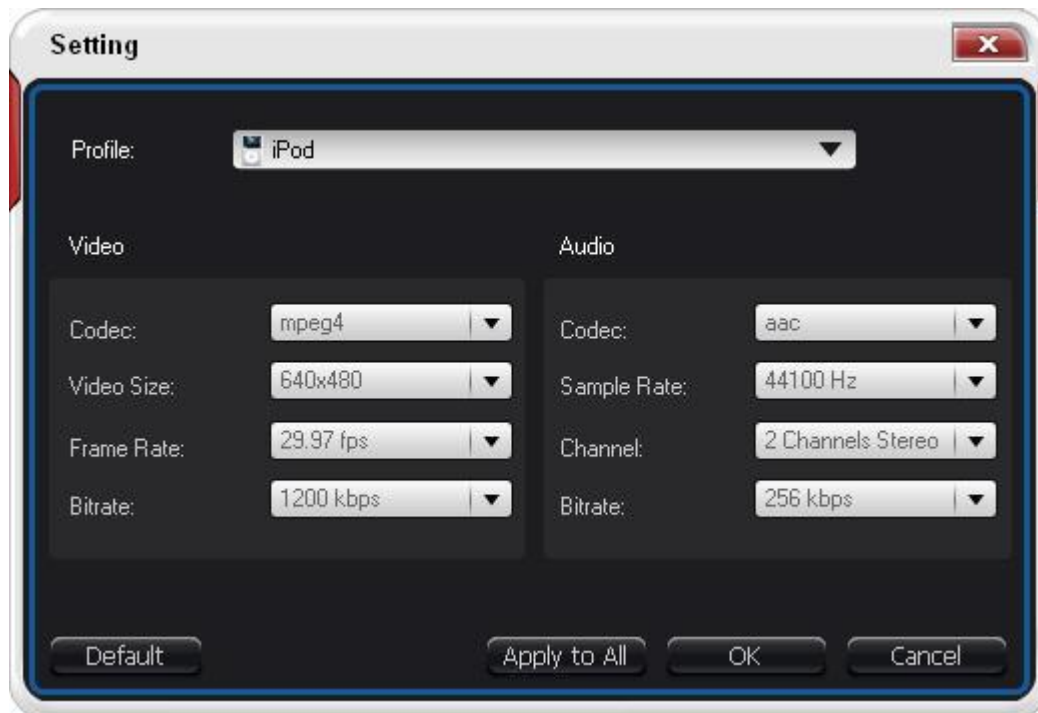 Setting
Profile: iPod
Video Audio
Codec: mpeg4 Codec: aac
Video Size: 640x480 Sample Rate: 44100 Hz
Frame Rate: 29.97 fps Channel: 2 Channels Stereo
Bitrate: 1200 kbps Bitrate: 256 kbps
Default Apply to All OK Cancel